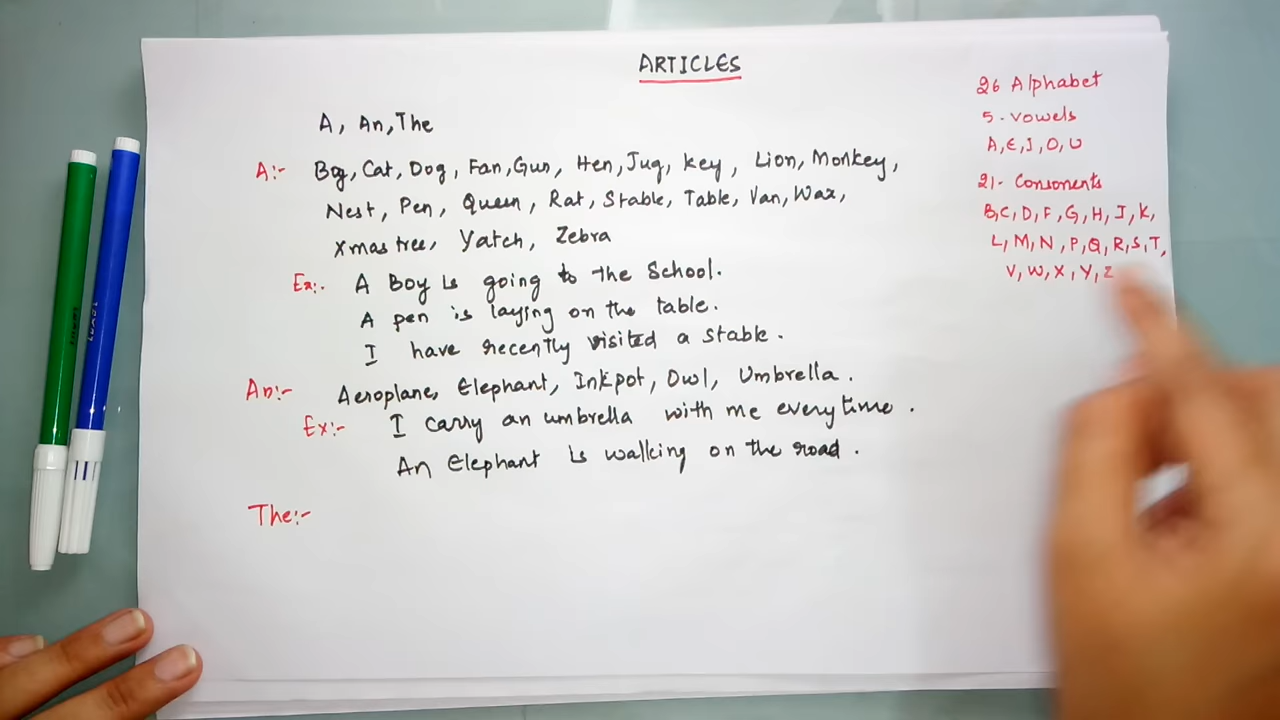 ARTICLES
A, An, The
A:- Boy, Cat, Dog, Fan, Gun, Hen, Jug, key, Lion, Monkey,
Nest, Pen, Queen, Rat, Stable, Table, Van, Wax,
Xmas tree, Yatch, Zebra
Ex:- A Boy is going to the School.
A pen is laying on the table.
I have recently visited a stable.
An:- Aeroplane, Elephant, Inkpot, Owl, Umbrella.
Ex:- I carry an umbrella with me every time.
An Elephant is walking on the road.
The:-
26 Alphabet
5- vowels
A, E, I, O, U
21- Consonents
B, C, D, F, G, H, J, K,
L, M, N, P, Q, R, S, T,
V, W, X, Y, Z